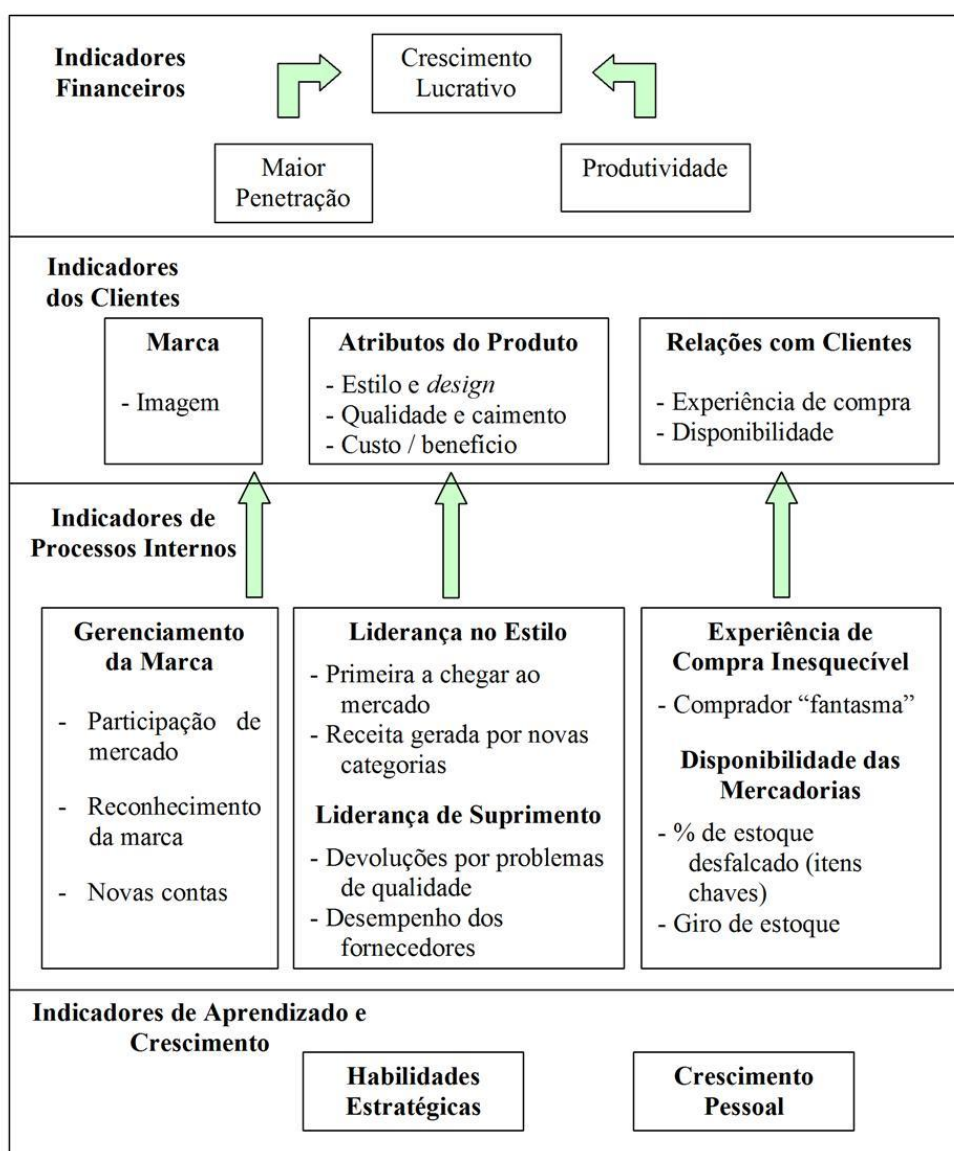 Indicadores
Financeiros
Crescimento
Lucrativo
Maior
Penetração
Produtividade
Indicadores
dos Clientes
Marca
- Imagem
Atributos do Produto
- Estilo e design
- Qualidade e caimento
- Custo / benefício
Relações com Clientes
- Experiência de compra
- Disponibilidade
Indicadores de
Processos Internos
Gerenciamento
da Marca
- Participação de
mercado
- Reconhecimento
da marca
- Novas contas
Liderança no Estilo
- Primeira a chegar ao
mercado
- Receita gerada por novas
categorias
Liderança de Suprimento
- Devoluções por problemas
de qualidade
- Desempenho dos
fornecedores
Experiência de
Compra Inesquecível
- Comprador “fantasma”
Disponibilidade das
Mercadorias
- % de estoque
desfalcado (itens
chaves)
- Giro de estoque
Indicadores de Aprendizado e
Crescimento
Habilidades
Estratégicas
Crescimento
Pessoal